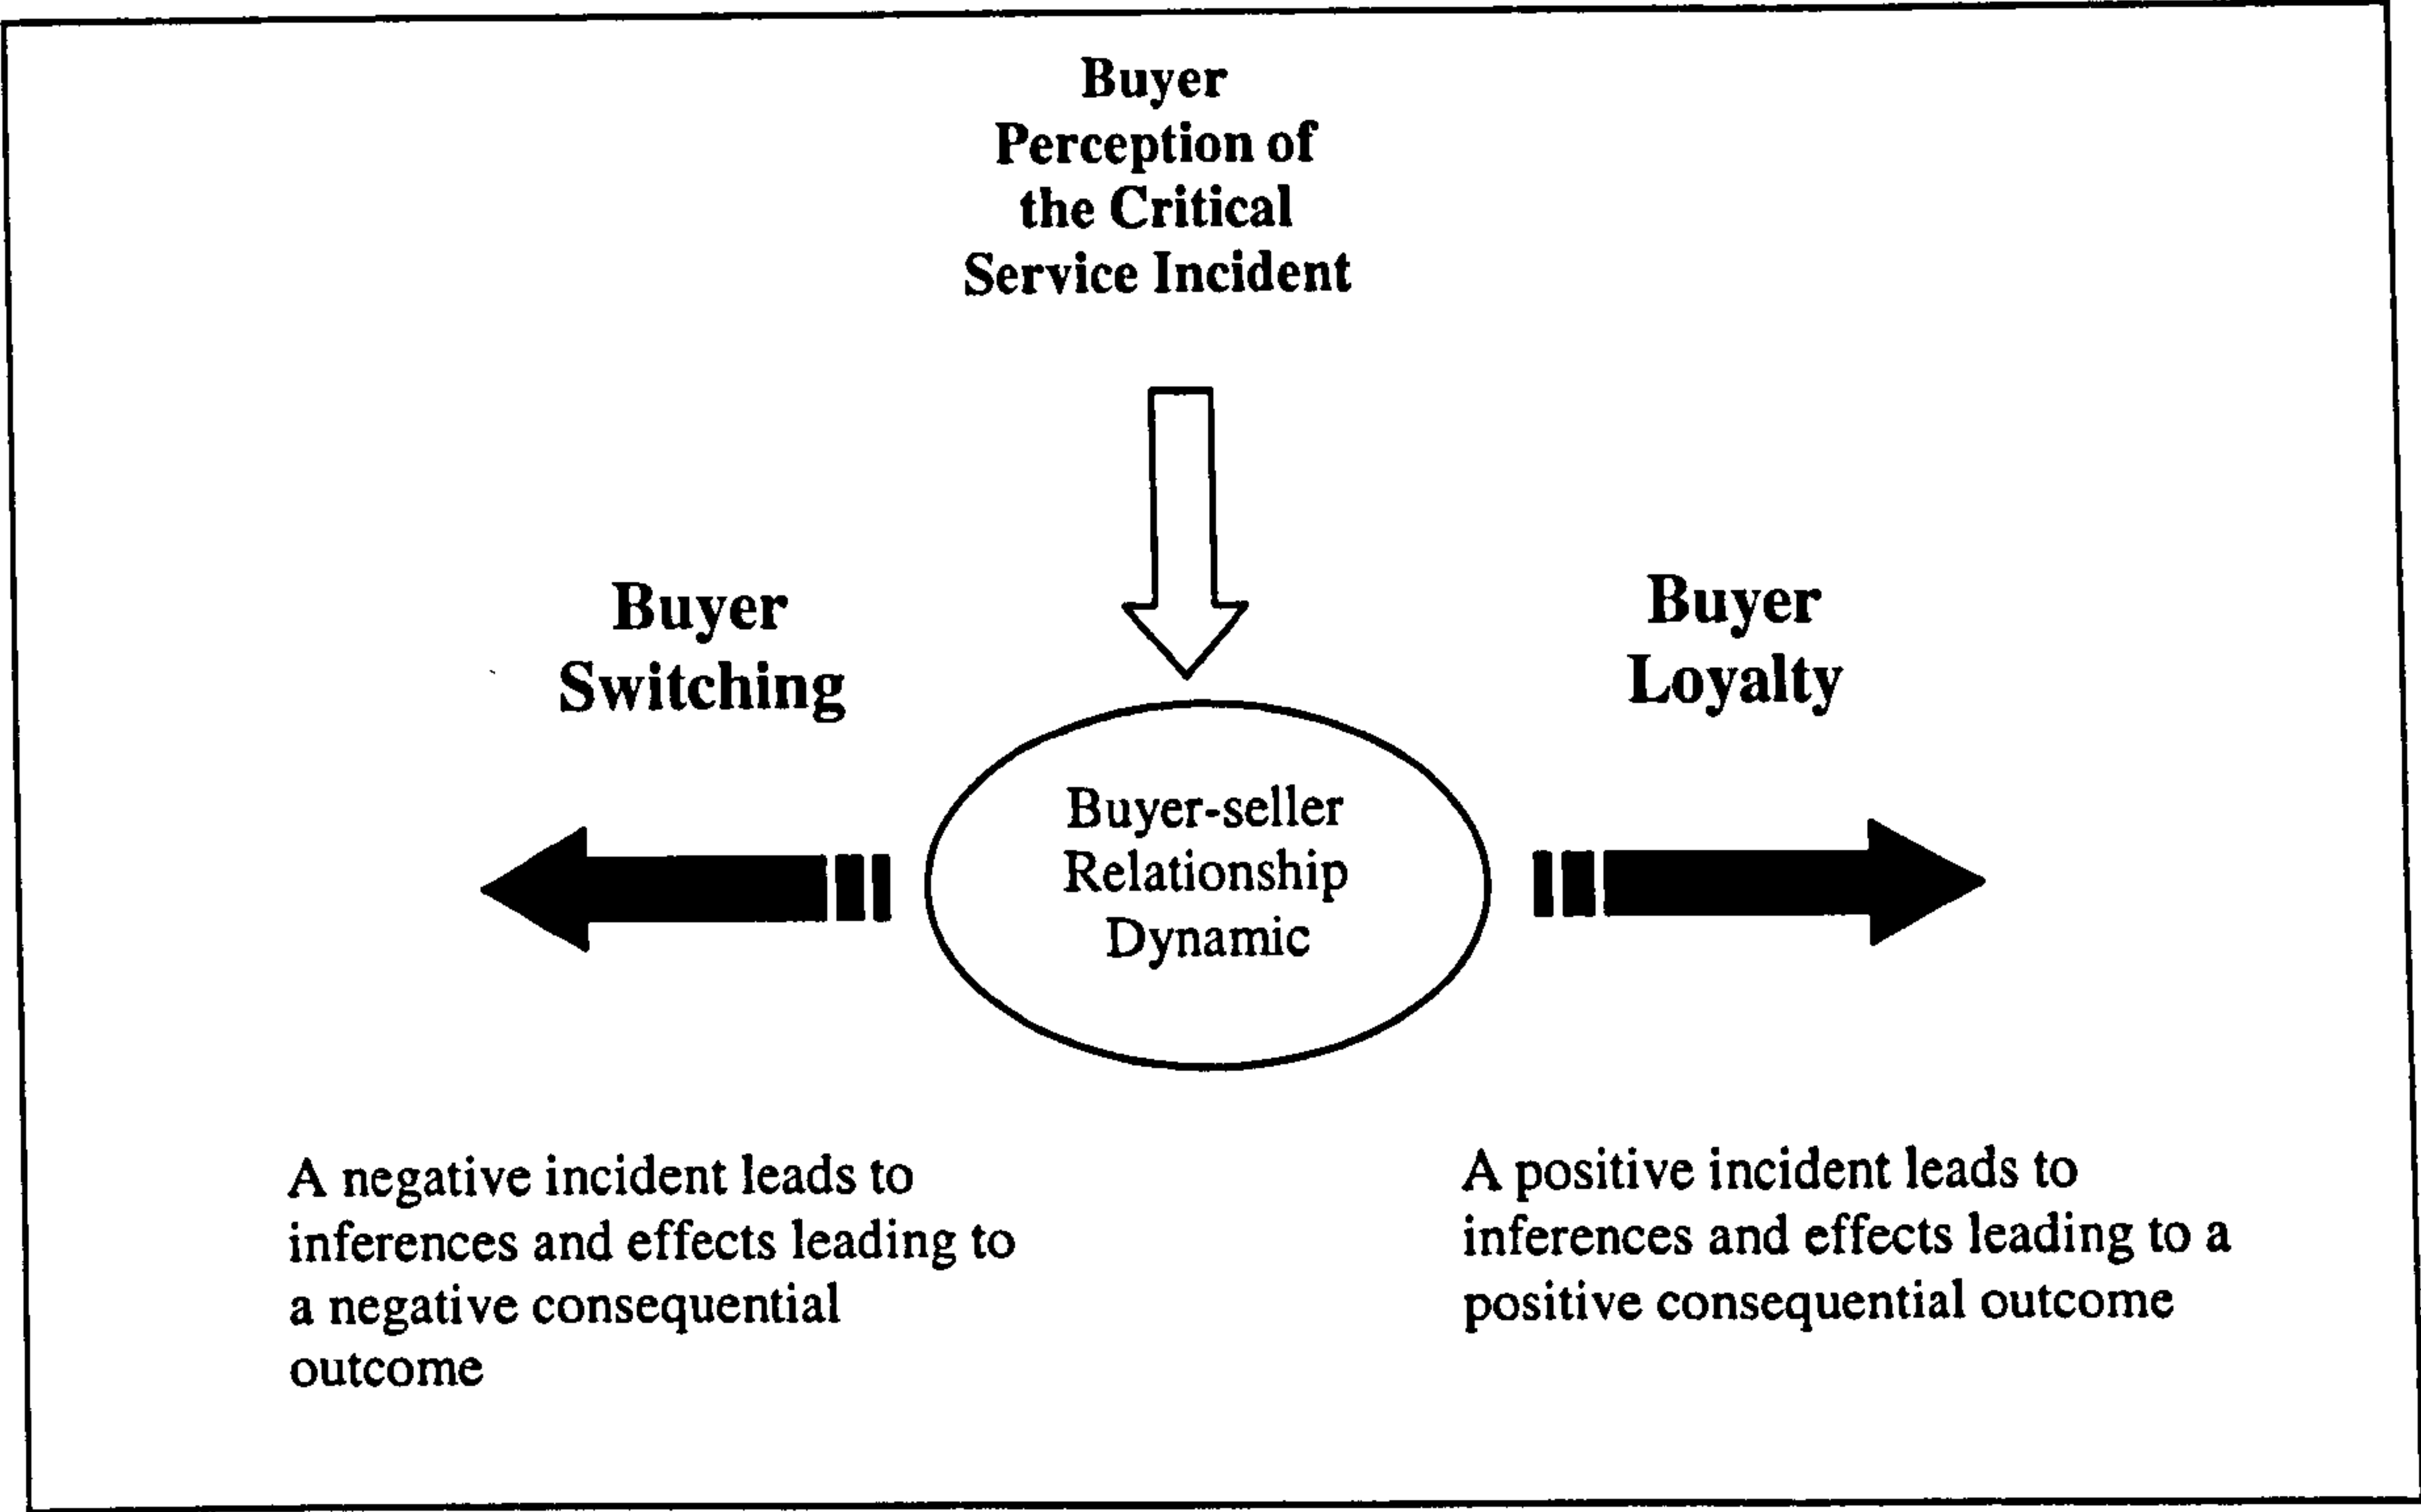 Buyer
Perception of
the Critical
Service Incident
Buyer
Switching
Buyer
Loyalty
Buyer-seller
Relationship
Dynamic
A negative incident leads to
inferences and effects leading to
a negative consequential
outcome
A positive incident leads to
inferences and effects leading to a
positive consequential outcome